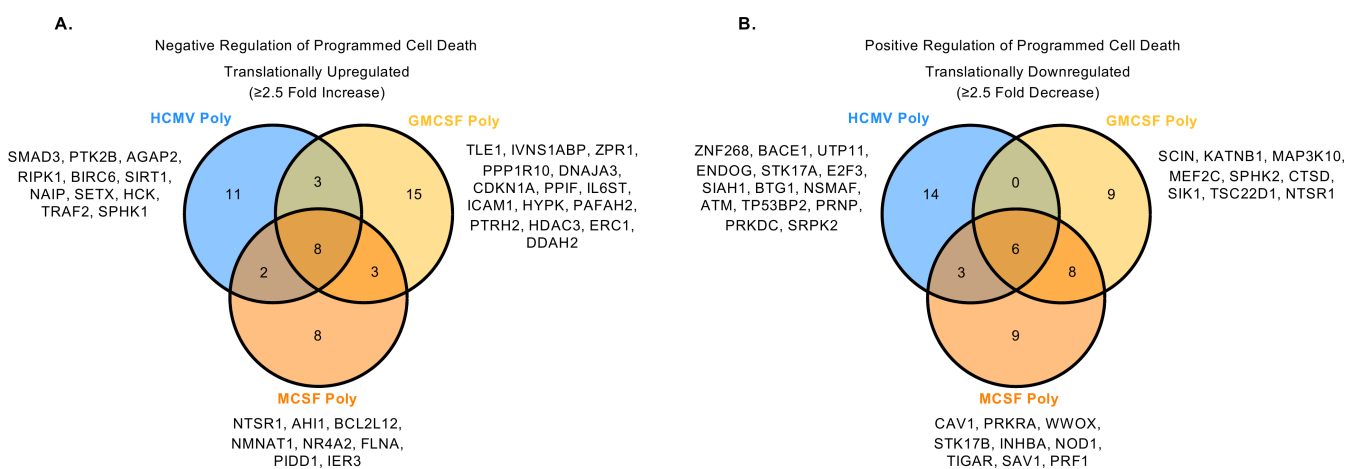 A.
Negative Regulation of Programmed Cell Death
Translationally Upregulated
(≥2.5 Fold Increase)
HCMV Poly
GMCSF Poly
SMAD3, PTK2B, AGAP2,
RIPK1, BIRC6, SIRT1,
NAIP, SETX, HCK,
TRAF2, SPHK1
TLE1, IVNS1ABP, ZPR1,
PPP1R10, DNAJA3,
CDKN1A, PPIF, IL6ST,
ICAM1, HYPK, PAFAH2,
PTRH2, HDAC3, ERC1,
DDAH2
11
3
15
8
2
3
8
MCSF Poly
NTSR1, AHI1, BCL2L12,
NMNAT1, NR4A2, FLNA,
PIDD1, IER3
B.
Positive Regulation of Programmed Cell Death
Translationally Downregulated
(≥2.5 Fold Decrease)
HCMV Poly
GMCSF Poly
ZNF268, BACE1, UTP11,
ENDOG, STK17A, E2F3,
SIAH1, BTG1, NSMAF,
ATM, TP53BP2, PRNP,
PRKDC, SRPK2
SCIN, KATNB1, MAP3K10,
MEF2C, SPHK2, CTSD,
SIK1, TSC22D1, NTSR1
14
0
9
6
3
8
9
MCSF Poly
CAV1, PRKRA, WWOX,
STK17B, INHBA, NOD1,
TIGAR, SAV1, PRF1